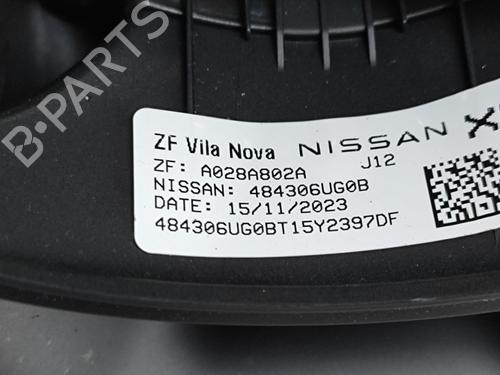 ZF Vila Nova NISSAN X
ZF: A028A802A J12
NISSAN: 484306UG0B
DATE: 15/11/2023
484306UG0BT15Y2397DF
B-PARTS